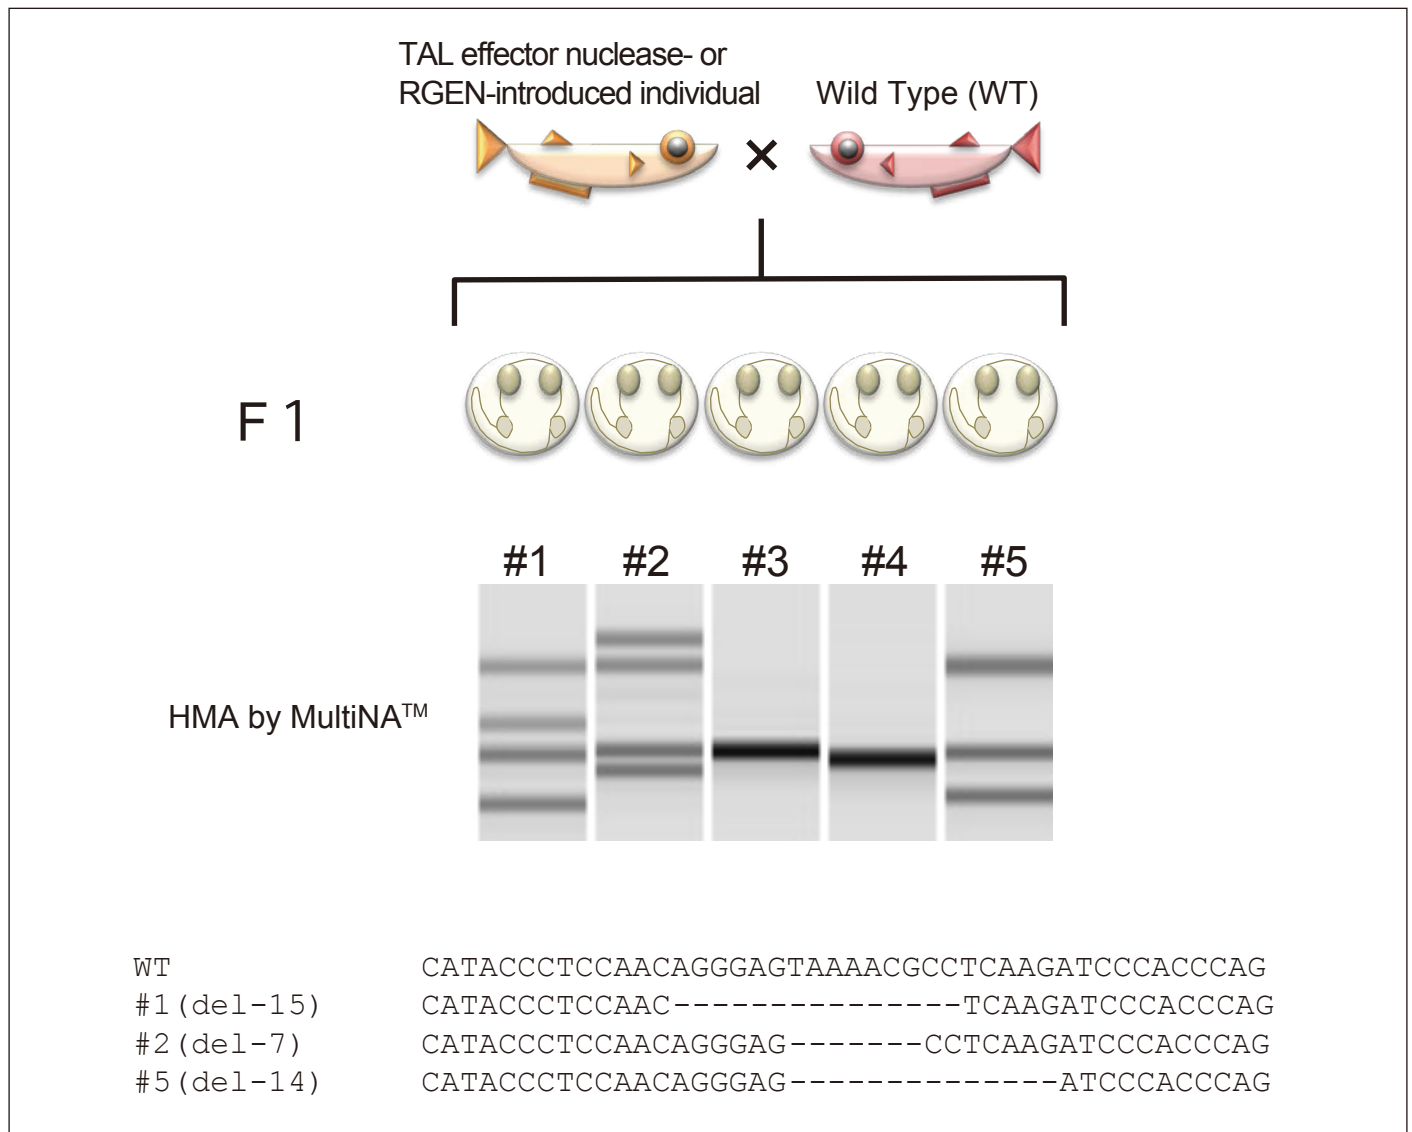 TAL effector nuclease- or
RGEN-introduced individual
Wild Type (WT)
×
F 1
#1 #2 #3 #4 #5
HMA by MultiNA™
WT CATACCCTCCAACAGGGAGTAAAACGCCTCAAGATCCCACCCAG
#1(del-15) CATACCCTCCAAC---------------TCAAGATCCCACCCAG
#2(del-7) CATACCCTCCAACAGGGAG-------CCTCAAGATCCCACCCAG
#5(del-14) CATACCCTCCAACAGGGAG--------------ATCCCACCCAG